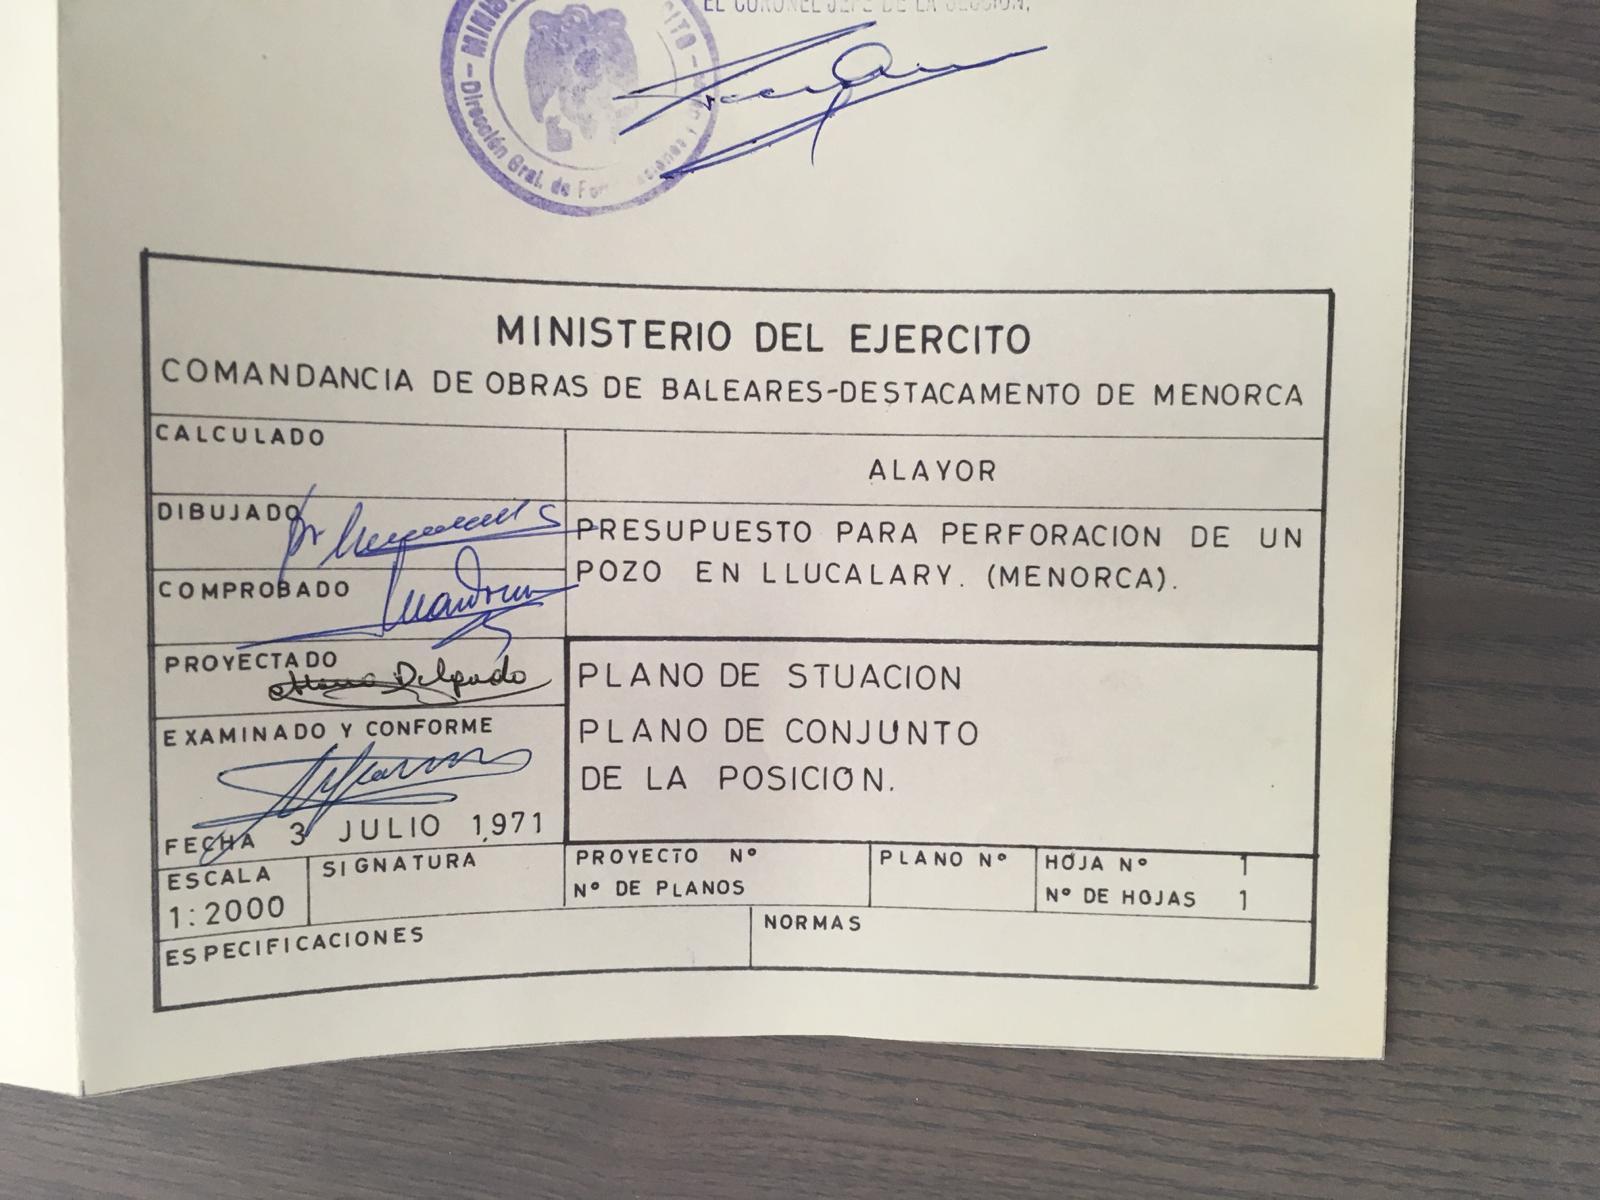 EL CORONEL JEFE DE LA SECCION,
MINIS
CITO
Dirección Gral. de
MINISTERIO DEL EJERCITO
COMANDANCIA DE OBRAS DE BALEARES-DESTACAMENTO DE MENORCA
CALCULADO
ALAYOR
DIBUJADO
PRESUPUESTO PARA PERFORACION DE UN
POZO EN LLUCALARY. (MENORCA).
COMPROBADO
PROYECTADO
Delgado
PLANO DE STUACION
PLANO DE CONJUNTO
DE LA POSICION.
EXAMINADO Y CONFORME
FECHA 3 JULIO 1971
ESCALA
1:2000
SIGNATURA
PROYECTO Nº
Nº DE PLANOS
PLANO Nº
HOJA Nº 1
Nº DE HOJAS 1
ESPECIFICACIONES
NORMAS